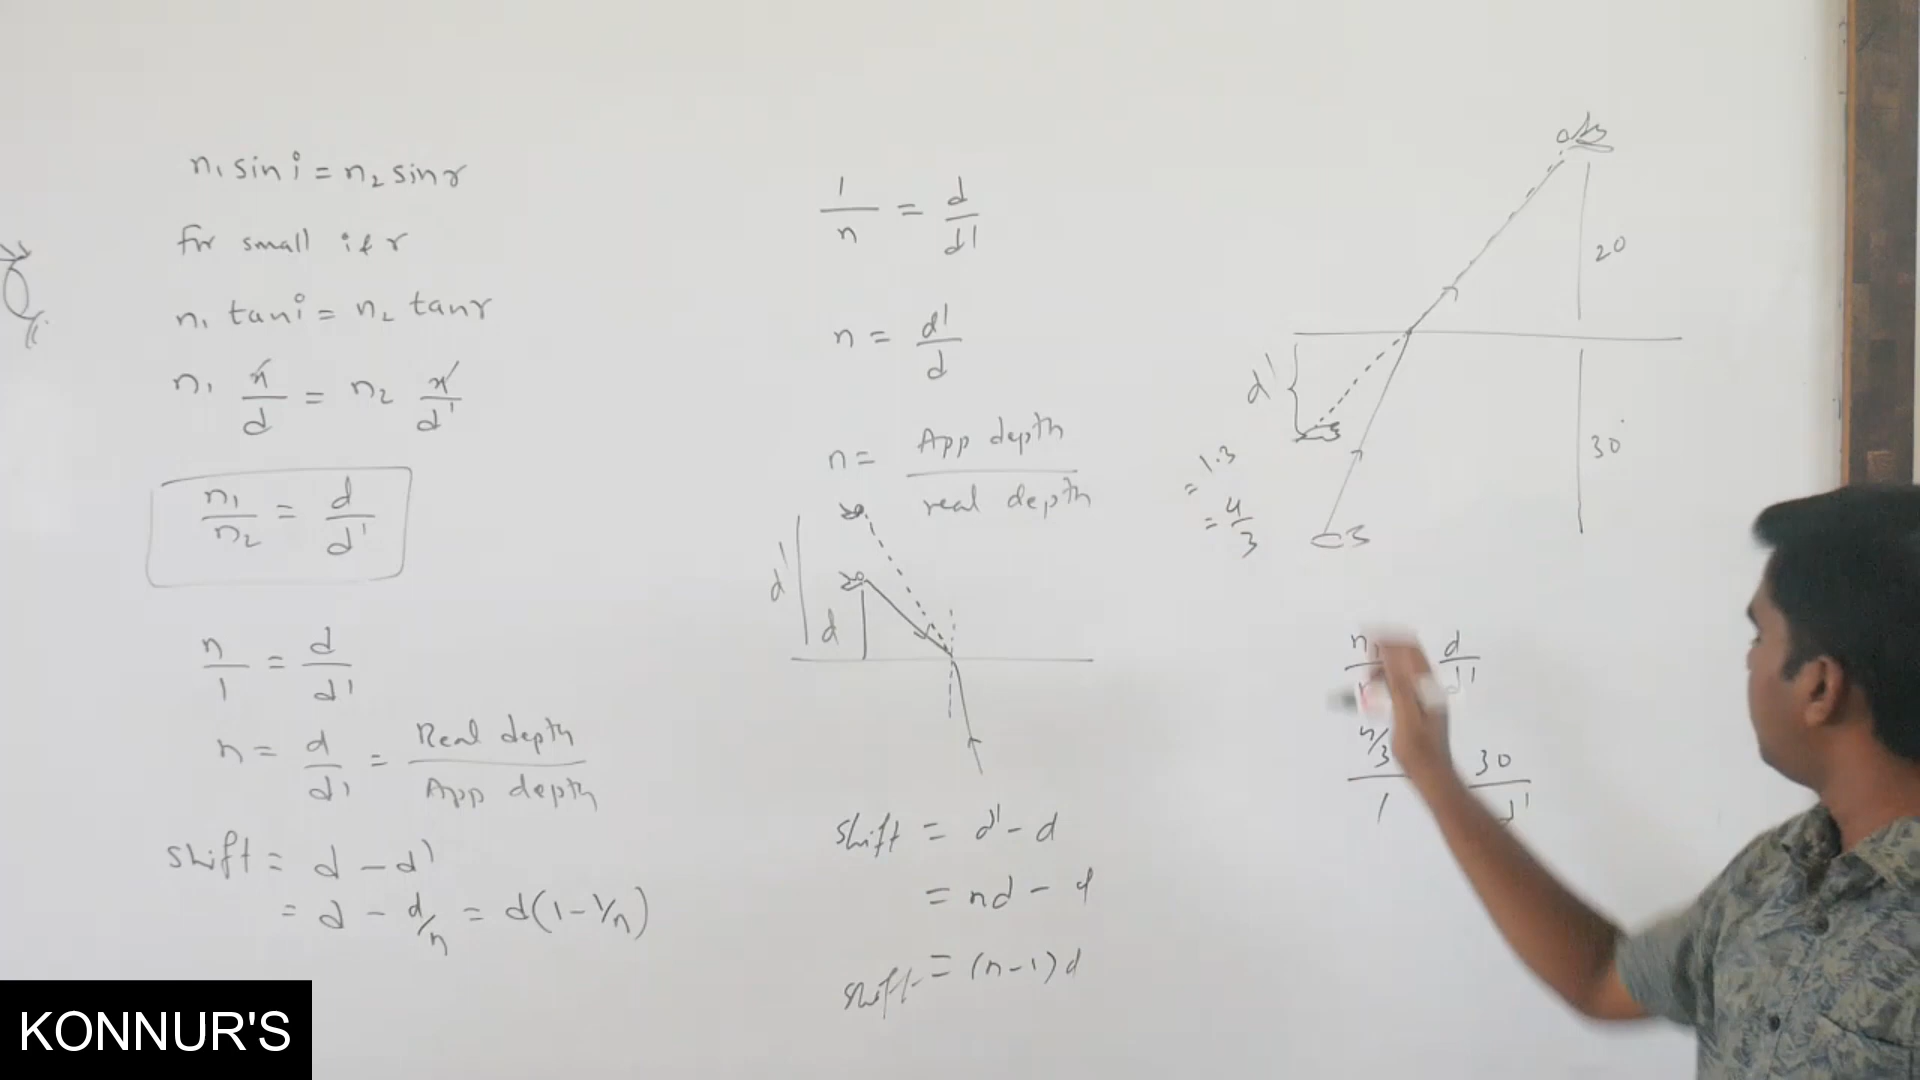 n₁ sin i = n₂ sin r
for small i & r
n₁ tan i = n₂ tan r
n₁ x/d = n₂ x/d'
n₁/n₂ = d/d'
n/1 = d/d'
n = d/d' = Real depth/App depth
shift = d - d'
= d - d/n = d(1 - 1/n)
1/n = d/d'
n = d'/d
n = App depth/real depth
d'
d
shift = d' - d
= nd - d
shift = (n-1)d
obs
20
d'
30
= 1.3
= 4/3
n₁ d/d'
4/3/1 30/d'
KONNUR'S